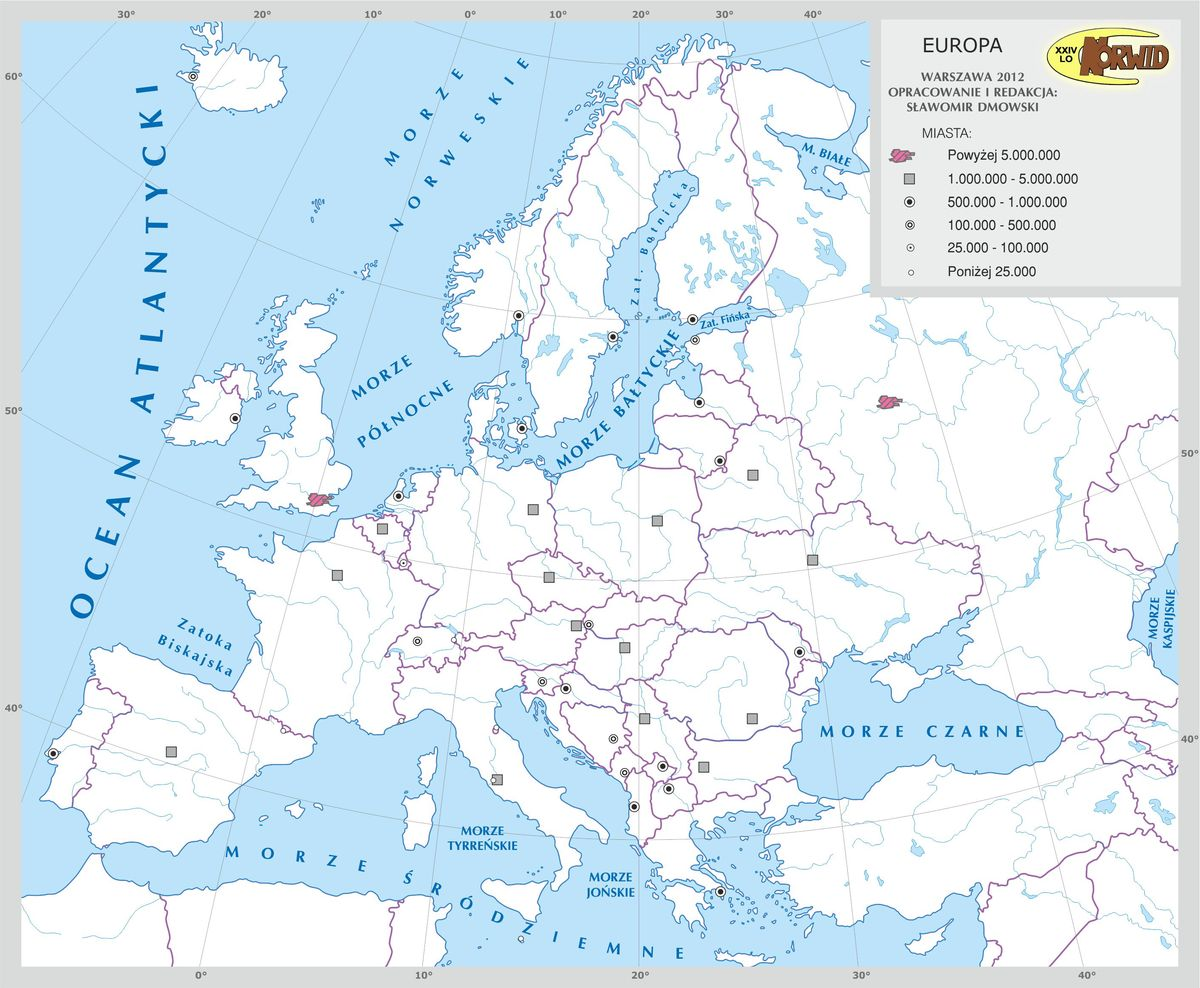 30°
20°
10°
0°
10°
20°
30°
40°
60°
50°
40°
50°
40°
0°
10°
20°
30°
40°
EUROPA
XXIV
LO
NORWID
WARSZAWA 2012
OPRACOWANIE I REDAKCJA:
SŁAWOMIR DMOWSKI
MIASTA:
Powyżej 5.000.000
1.000.000 - 5.000.000
500.000 - 1.000.000
100.000 - 500.000
25.000 - 100.000
Poniżej 25.000
OCEAN ATLANTYCKI
MORZE
NORWESKIE
M. BIAŁE
Zat. Botnicka
Zat. Fińska
MORZE BAŁTYCKIE
MORZE
PÓŁNOCNE
Zatoka
Biskajska
MORZE
KASPIJSKIE
MORZE CZARNE
MORZE
TYRREŃSKIE
MORZE
JOŃSKIE
MORZE ŚRÓDZIEMNE